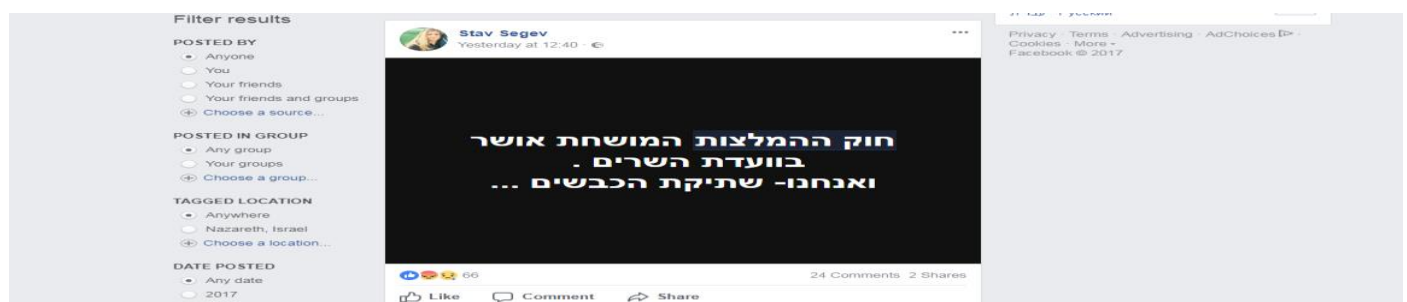 Filter results
POSTED BY
Anyone
You
Your friends
Your friends and groups
Choose a source...
POSTED IN GROUP
Any group
Your groups
Choose a group...
TAGGED LOCATION
Anywhere
Nazareth, Israel
Choose a location...
DATE POSTED
Any date
2017
Stav Segev
Yesterday at 12:40 ·
חוק ההמלצות המושחת אושר
בוועדת השרים .
ואנחנו- שתיקת הכבשים ...
66
24 Comments 2 Shares
Like Comment Share
Privacy · Terms · Advertising · AdChoices ·
Cookies · More
Facebook © 2017